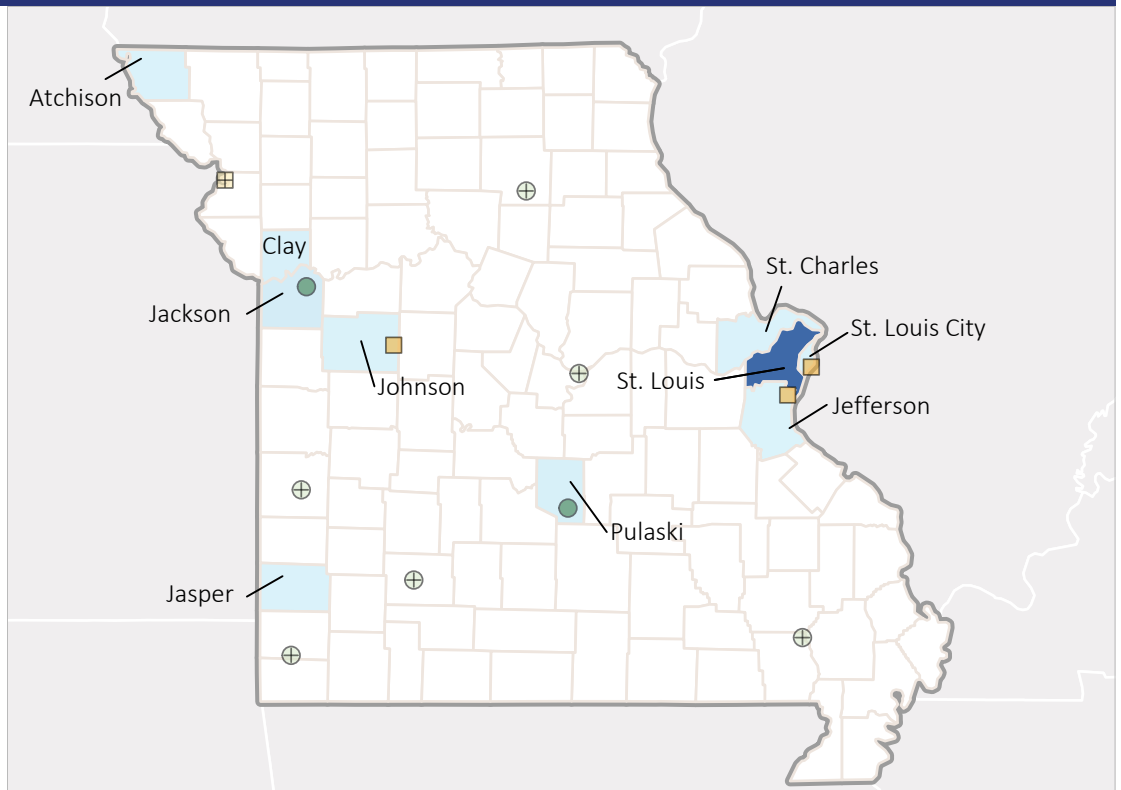 Atchison
Clay
St. Charles
Jackson
St. Louis City
St. Louis
Johnson
Jefferson
Pulaski
Jasper